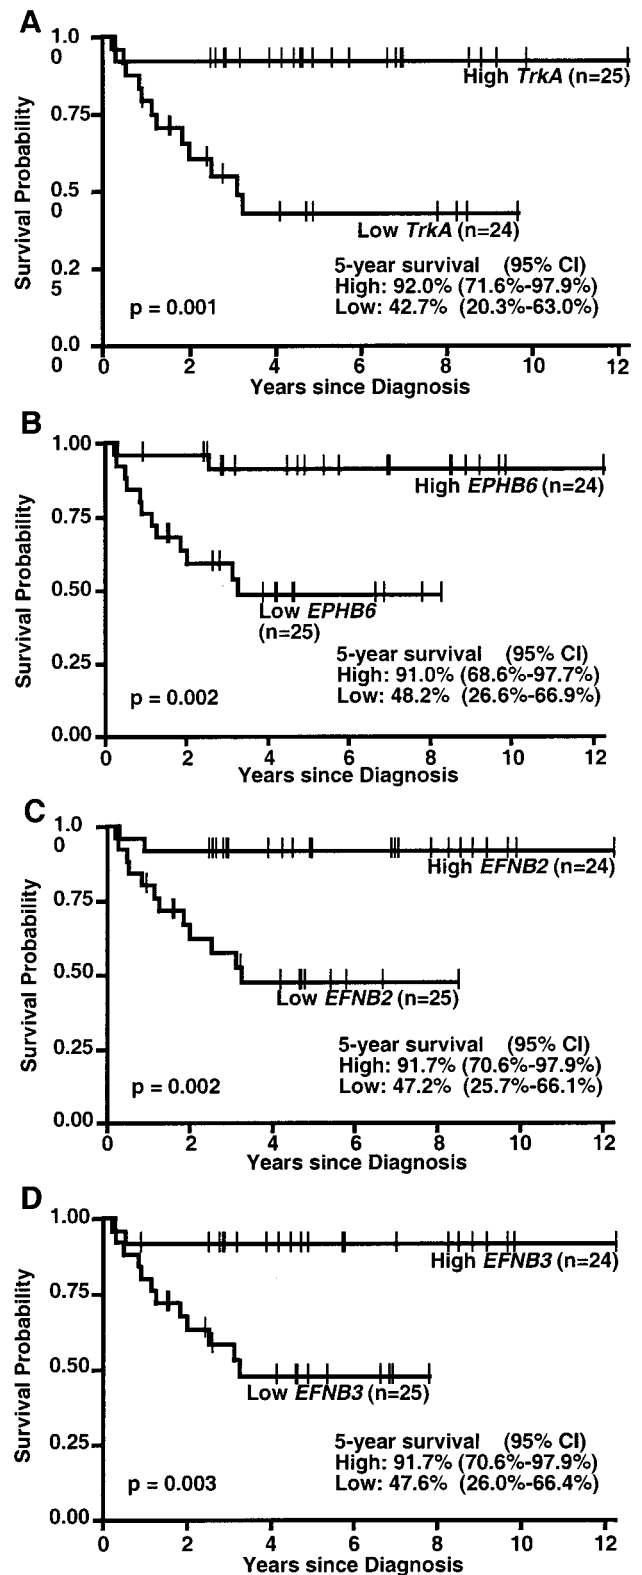 A
1.0
0
0.75
0.5
0
0.2
5
0.0
0
Survival Probability
High TrkA (n=25)
Low TrkA (n=24)
5-year survival (95% CI)
High: 92.0% (71.6%-97.9%)
Low: 42.7% (20.3%-63.0%)
p = 0.001
0 2 4 6 8 10 12
Years since Diagnosis
B
1.00
0.75
0.50
0.25
0.00
Survival Probability
High EPHB6 (n=24)
Low EPHB6
(n=25)
5-year survival (95% CI)
High: 91.0% (68.6%-97.7%)
Low: 48.2% (26.6%-66.9%)
p = 0.002
0 2 4 6 8 10 12
Years since Diagnosis
C
1.0
0
0.75
0.50
0.25
0.00
Survival Probability
High EFNB2 (n=24)
Low EFNB2 (n=25)
5-year survival (95% CI)
High: 91.7% (70.6%-97.9%)
Low: 47.2% (25.7%-66.1%)
p = 0.002
0 2 4 6 8 10 12
Years since Diagnosis
D
1.00
0.75
0.50
0.25
0.00
Survival Probability
High EFNB3 (n=24)
Low EFNB3 (n=25)
5-year survival (95% CI)
High: 91.7% (70.6%-97.9%)
Low: 47.6% (26.0%-66.4%)
p = 0.003
0 2 4 6 8 10 12
Years since Diagnosis